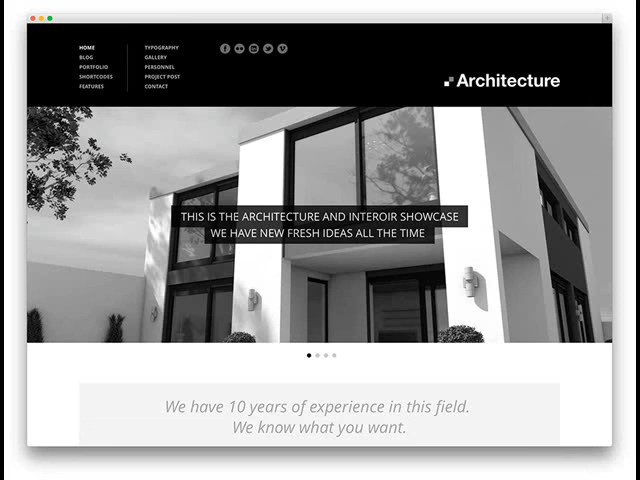 HOME
BLOG
PORTFOLIO
SHORTCODES
FEATURES
TYPOGRAPHY
GALLERY
PERSONNEL
PROJECT POST
CONTACT
Architecture
THIS IS THE ARCHITECTURE AND INTEROIR SHOWCASE
WE HAVE NEW FRESH IDEAS ALL THE TIME
We have 10 years of experience in this field.
We know what you want.